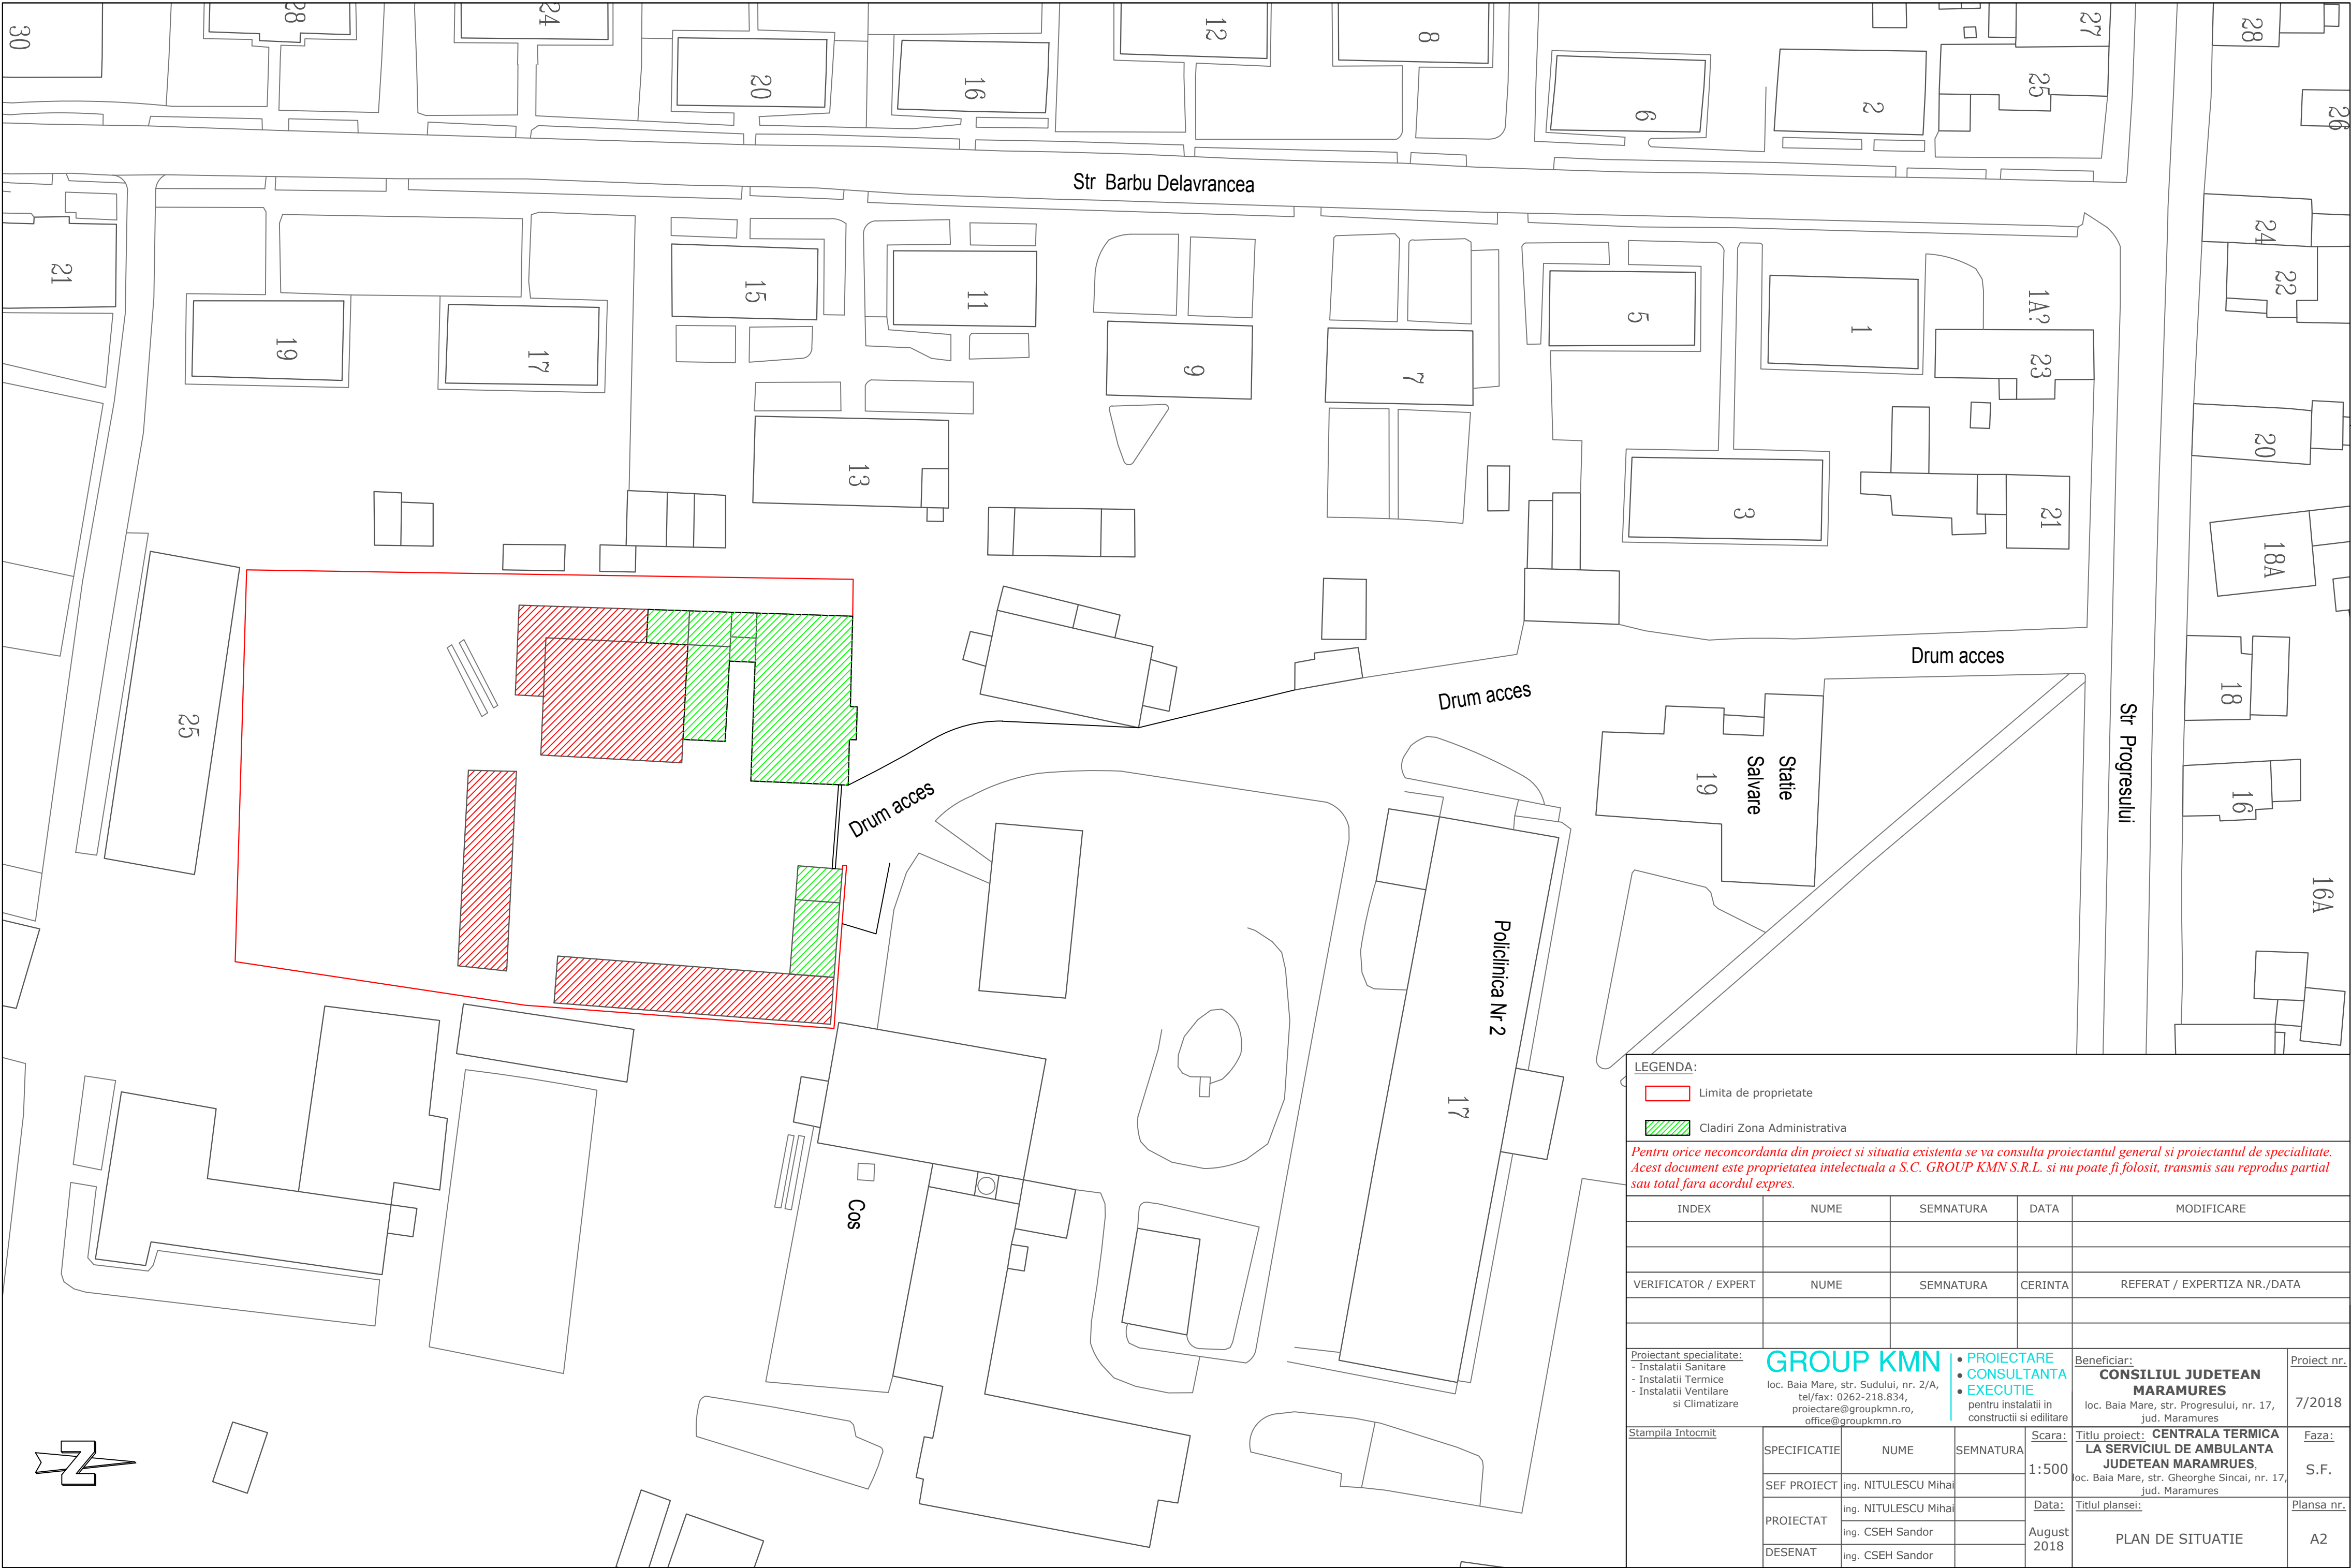 30
28
24
20
16
12
8
6
2
27
25
28
26
Str Barbu Delavrancea
21
19
17
15
11
9
7
5
1
1A?
23
24
22
20
13
3
21
18A
25
Drum acces
Drum acces
Drum acces
Statie
Salvare
19
Str Progresului
18
16
16A
Policlinica Nr 2
17
Cos
N
LEGENDA:
Limita de proprietate
Cladiri Zona Administrativa
Pentru orice neconcordanta din proiect si situatia existenta se va consulta proiectantul general si proiectantul de specialitate.
Acest document este proprietatea intelectuala a S.C. GROUP KMN S.R.L. si nu poate fi folosit, transmis sau reprodus partial
sau total fara acordul expres.
INDEX NUME SEMNATURA DATA MODIFICARE
VERIFICATOR / EXPERT NUME SEMNATURA CERINTA REFERAT / EXPERTIZA NR./DATA
Proiectant specialitate:
- Instalatii Sanitare
- Instalatii Termice
- Instalatii Ventilare
si Climatizare
GROUP KMN
loc. Baia Mare, str. Sudului, nr. 2/A,
tel/fax: 0262-218.834,
proiectare@groupkmn.ro,
office@groupkmn.ro
• PROIECTARE
• CONSULTANTA
• EXECUTIE
pentru instalatii in
constructii si edilitare
Beneficiar:
CONSILIUL JUDETEAN
MARAMURES
loc. Baia Mare, str. Progresului, nr. 17,
jud. Maramures
Proiect nr.
7/2018
Stampila Intocmit
SPECIFICATIE NUME SEMNATURA
SEF PROIECT ing. NITULESCU Mihai
PROIECTAT ing. NITULESCU Mihai
ing. CSEH Sandor
DESENAT ing. CSEH Sandor
Scara:
1:500
Data:
August
2018
Titlu proiect: CENTRALA TERMICA
LA SERVICIUL DE AMBULANTA
JUDETEAN MARAMRUES,
loc. Baia Mare, str. Gheorghe Sincai, nr. 17,
jud. Maramures
Faza:
S.F.
Titlul plansei:
PLAN DE SITUATIE
Plansa nr.
A2